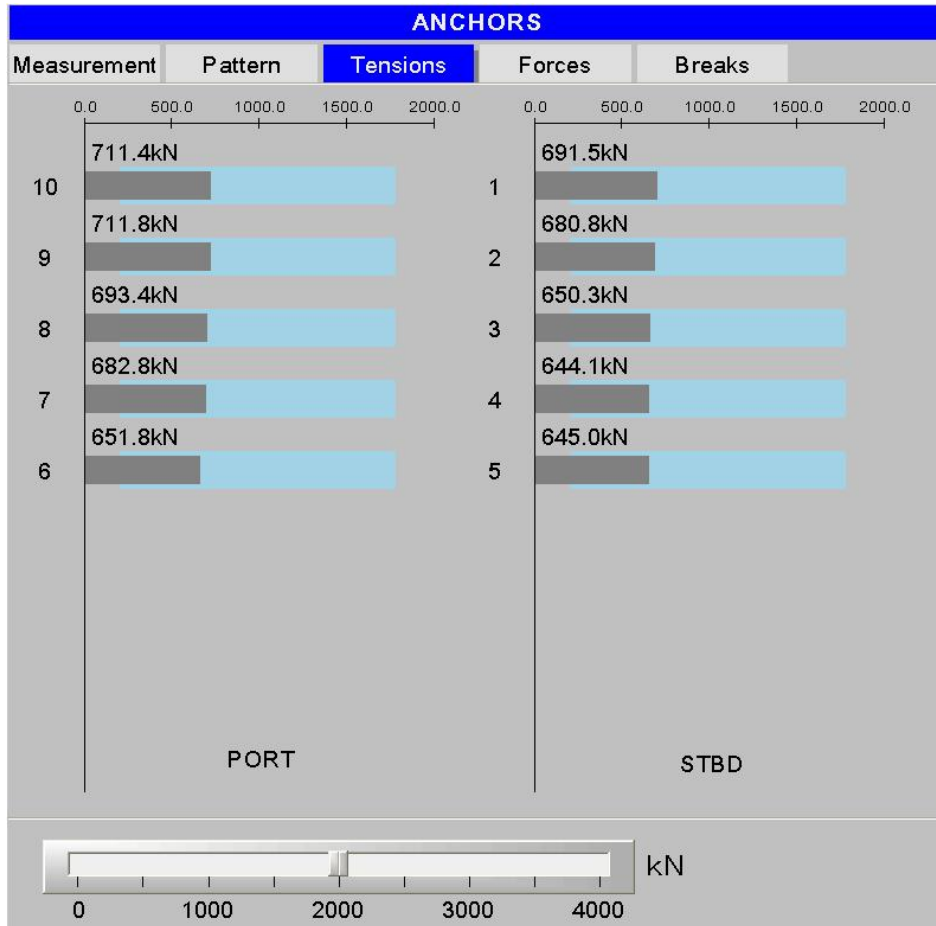 ANCHORS
Measurement Pattern Tensions Forces Breaks
0.0 500.0 1000.0 1500.0 2000.0
711.4kN
10
711.8kN
9
693.4kN
8
682.8kN
7
651.8kN
6
PORT
0.0 500.0 1000.0 1500.0 2000.0
691.5kN
1
680.8kN
2
650.3kN
3
644.1kN
4
645.0kN
5
STBD
kN
0 1000 2000 3000 4000